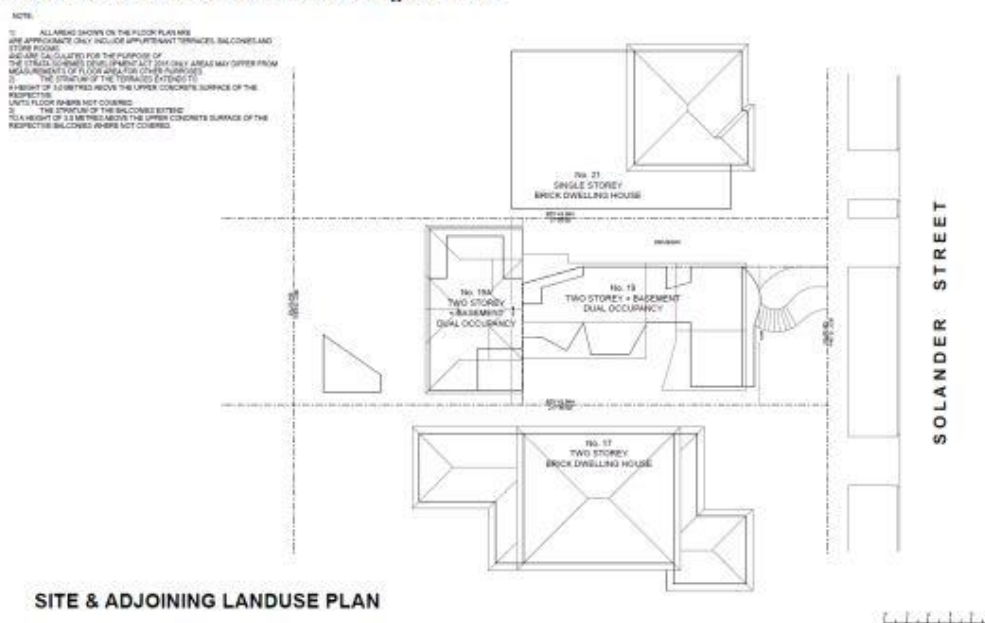 NOTE:
1) ALL AREAS SHOWN ON THE FLOOR PLAN ARE
ARE APPROXIMATE ONLY, INCLUDE APPURTENANT TERRACES, BALCONIES AND
STORE ROOMS
AND ARE CALCULATED FOR THE PURPOSE OF
THE STRATA SCHEMES DEVELOPMENT ACT 2015 ONLY. AREAS MAY DIFFER FROM
MEASUREMENTS OF FLOOR AREA FOR OTHER PURPOSES
2) THE STRATUM OF THE TERRACES EXTENDS TO
A HEIGHT OF 3.0 METRES ABOVE THE UPPER CONCRETE SURFACE OF THE
RESPECTIVE
UNITS FLOOR WHERE NOT COVERED
3) THE STRATUM OF THE BALCONIES EXTEND
TO A HEIGHT OF METRES ABOVE THE UPPER CONCRETE SURFACE OF THE
RESPECTIVE BALCONIES WHERE NOT COVERED.
No. 21
SINGLE STOREY
BRICK DWELLING HOUSE
No. 19A
TWO STOREY
+ BASEMENT
DUAL OCCUPANCY
No. 19
TWO STOREY + BASEMENT
DUAL OCCUPANCY
No. 17
TWO STOREY
BRICK DWELLING HOUSE
SOLANDER STREET
SITE & ADJOINING LANDUSE PLAN